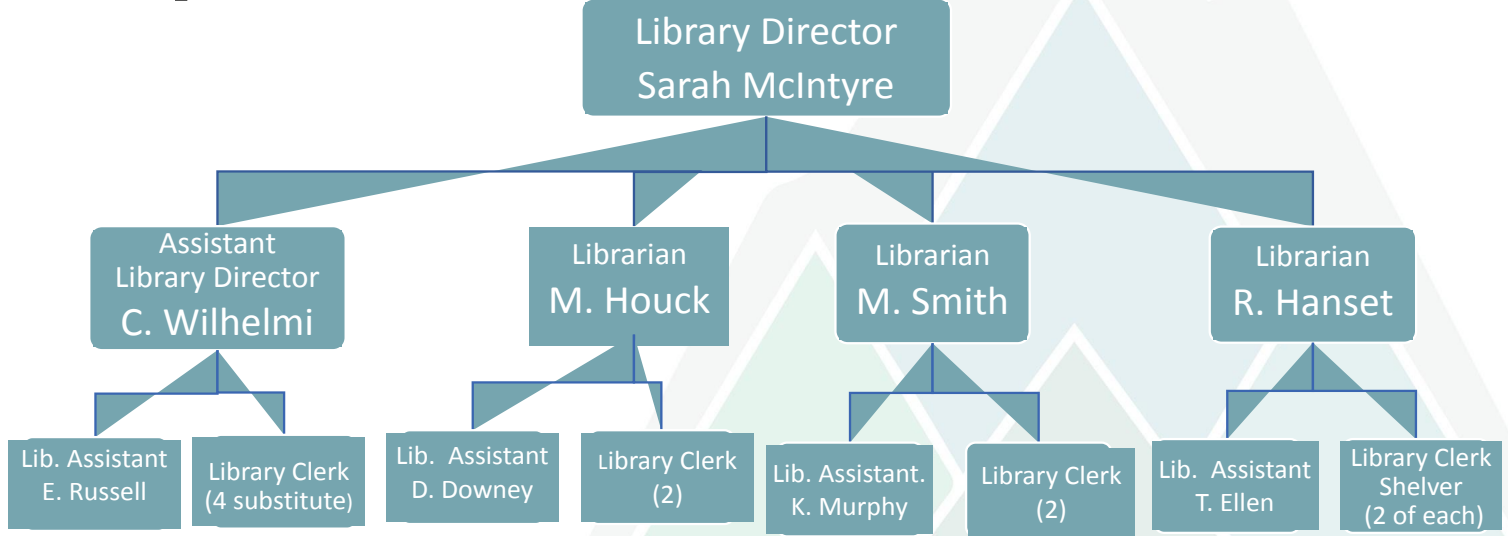 Library Director
Sarah McIntyre
Assistant
Library Director
C. Wilhelmi
Librarian
M. Houck
Librarian
M. Smith
Librarian
R. Hanset
Lib. Assistant
E. Russell
Library Clerk
(4 substitute)
Lib. Assistant
D. Downey
Library Clerk
(2)
Lib. Assistant.
K. Murphy
Library Clerk
(2)
Lib. Assistant
T. Ellen
Library Clerk
Shelver
(2 of each)